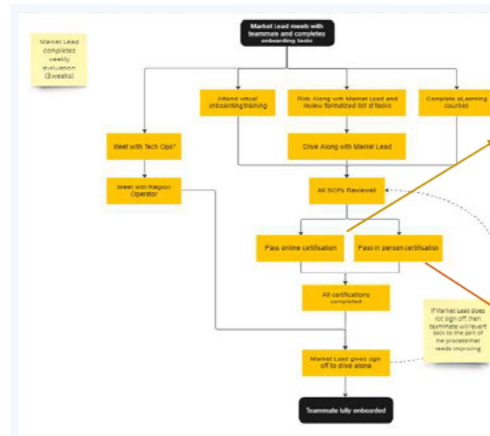 Market Lead meets with
teammate and completes
onboarding tasks
Market Lead
completes
weekly
evaluation
(3 weeks)
Attend virtual
onboarding training
Ride Along with Market Lead and
review formalized list of tasks
Complete eLearning
courses
Meet with Tech Ops*
Drive Along with Market Lead
Meet with Region
Operator
All SOPs Reviewed
Pass online certification
Pass in person certification
All certifications
completed
If Market Lead does
not sign off, then
teammate will revert
back to the part of
the process that
needs improving
Market Lead gives sign
off to drive alone
Teammate fully onboarded